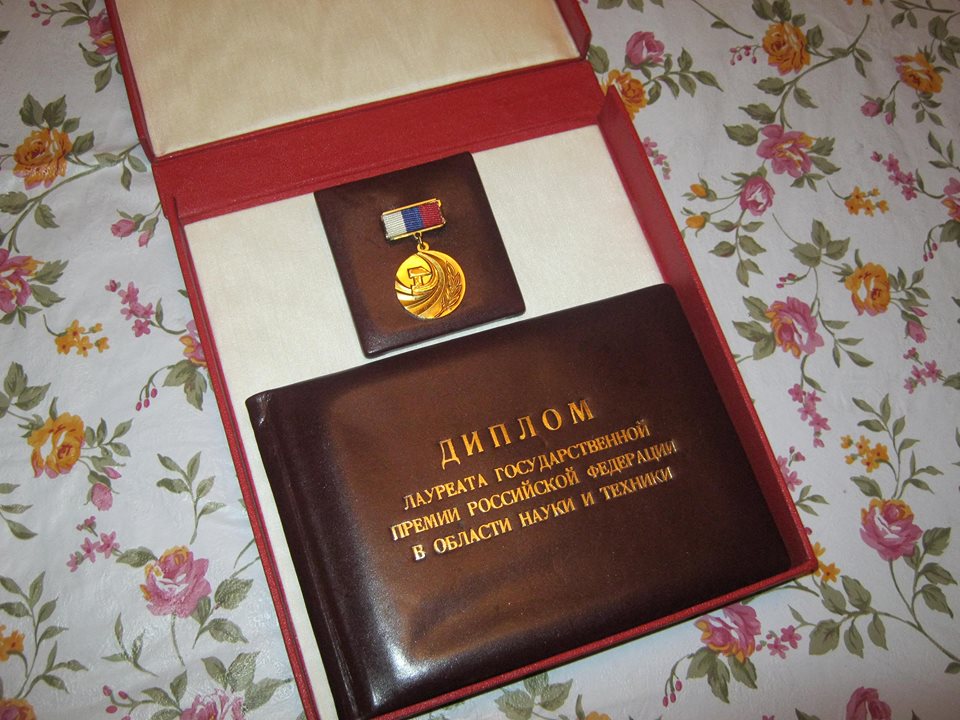 ДИПЛОМ
ЛАУРЕАТА ГОСУДАРСТВЕННОЙ
ПРЕМИИ РОССИЙСКОЙ ФЕДЕРАЦИИ
В ОБЛАСТИ НАУКИ И ТЕХНИКИ